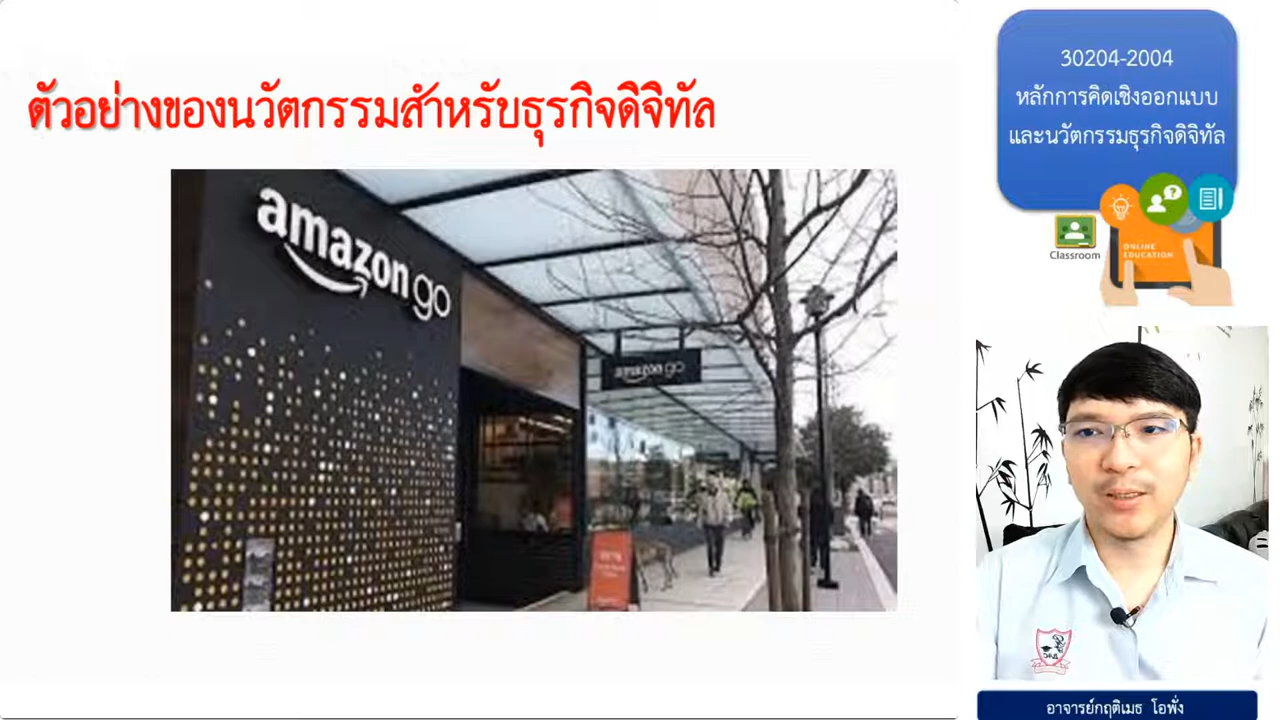 ตัวอย่างของนวัตกรรมสำหรับธุรกิจดิจิทัล
amazon go
amazon go
30204-2004
หลักการคิดเชิงออกแบบ
และนวัตกรรมธุรกิจดิจิทัล
ONLINE
EDUCATION
Classroom
อาจารย์กฤติเมธ โอพั่ง